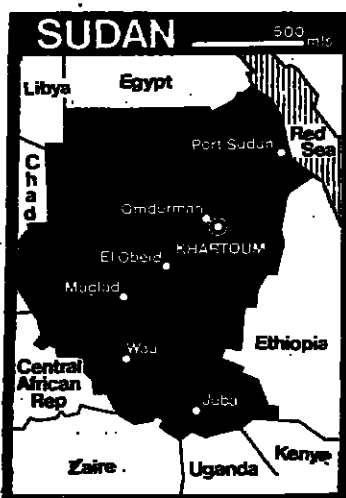 SUDAN
500
mls
Libya
Egypt
Red
Sea
Port Sudan
Chad
Omdurman
KHARTOUM
El Obeid
Muglad
Wau
Ethiopia
Central
African
Rep
Juba
Zaire
Uganda
Kenya